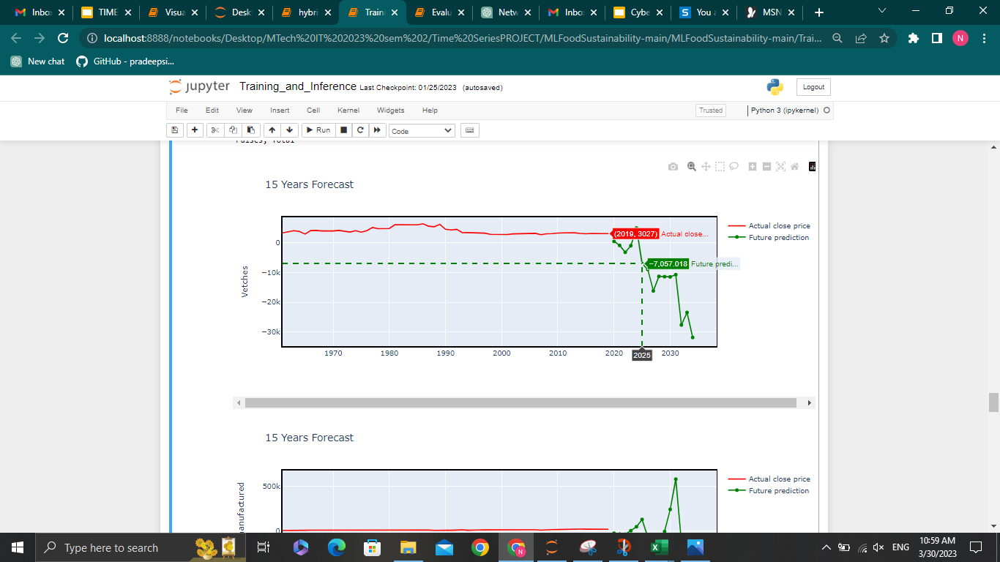 Inbo
TIME
Visua
Deskt
hybri
Traini
Evalu
Netw
Inbo
Cybe
You a
MSN
localhost:8888/notebooks/Desktop/MTech%20IT%202023%20sem%202/Time%20SeriesPROJECT/MLFoodSustainability-main/MLFoodSustainability-main/Trai...
N
New chat
GitHub - pradeepsi...
jupyter Training_and_Inference Last Checkpoint: 01/25/2023 (autosaved)
Logout
File Edit View Insert Cell Kernel Widgets Help
Trusted
Python 3 (ipykernel)
Run
Code
Pulses, Total
15 Years Forecast
Actual close price
Future prediction
(2019, 3027) Actual close...
−7,057.018 Future predi...
Vetches
0
−10k
−20k
−30k
1970 1980 1990 2000 2010 2020 2030
2025
15 Years Forecast
Actual close price
Future prediction
anufactured
500k
0
Type here to search
N
ENG
10:59 AM
3/30/2023